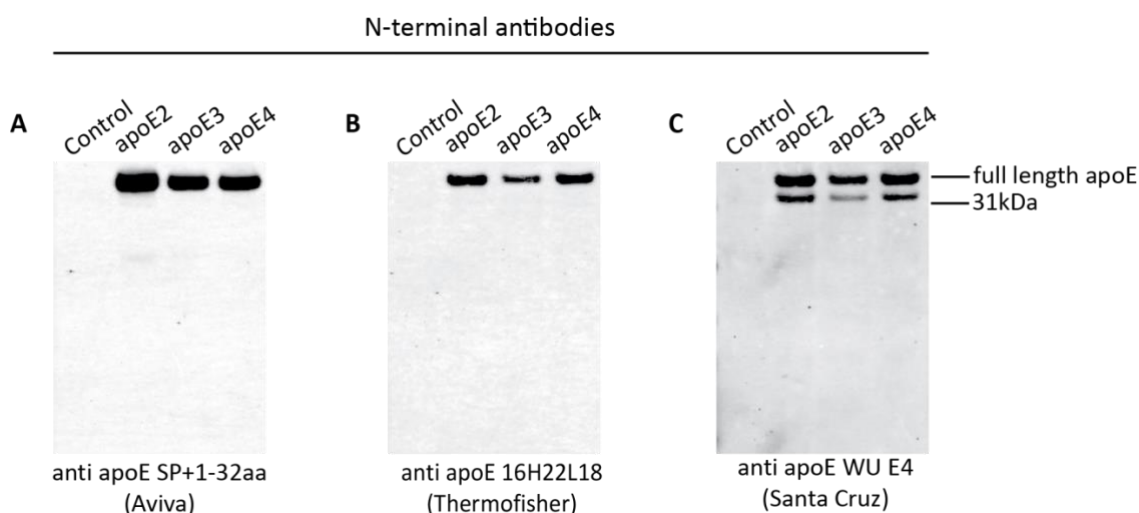 N-terminal antibodies
A
Control apoE2 apoE3 apoE4
B
Control apoE2 apoE3 apoE4
C
Control apoE2 apoE3 apoE4
full length apoE
31kDa
anti apoE SP+1-32aa
(Aviva)
anti apoE 16H22L18
(Thermofisher)
anti apoE WU E4
(Santa Cruz)